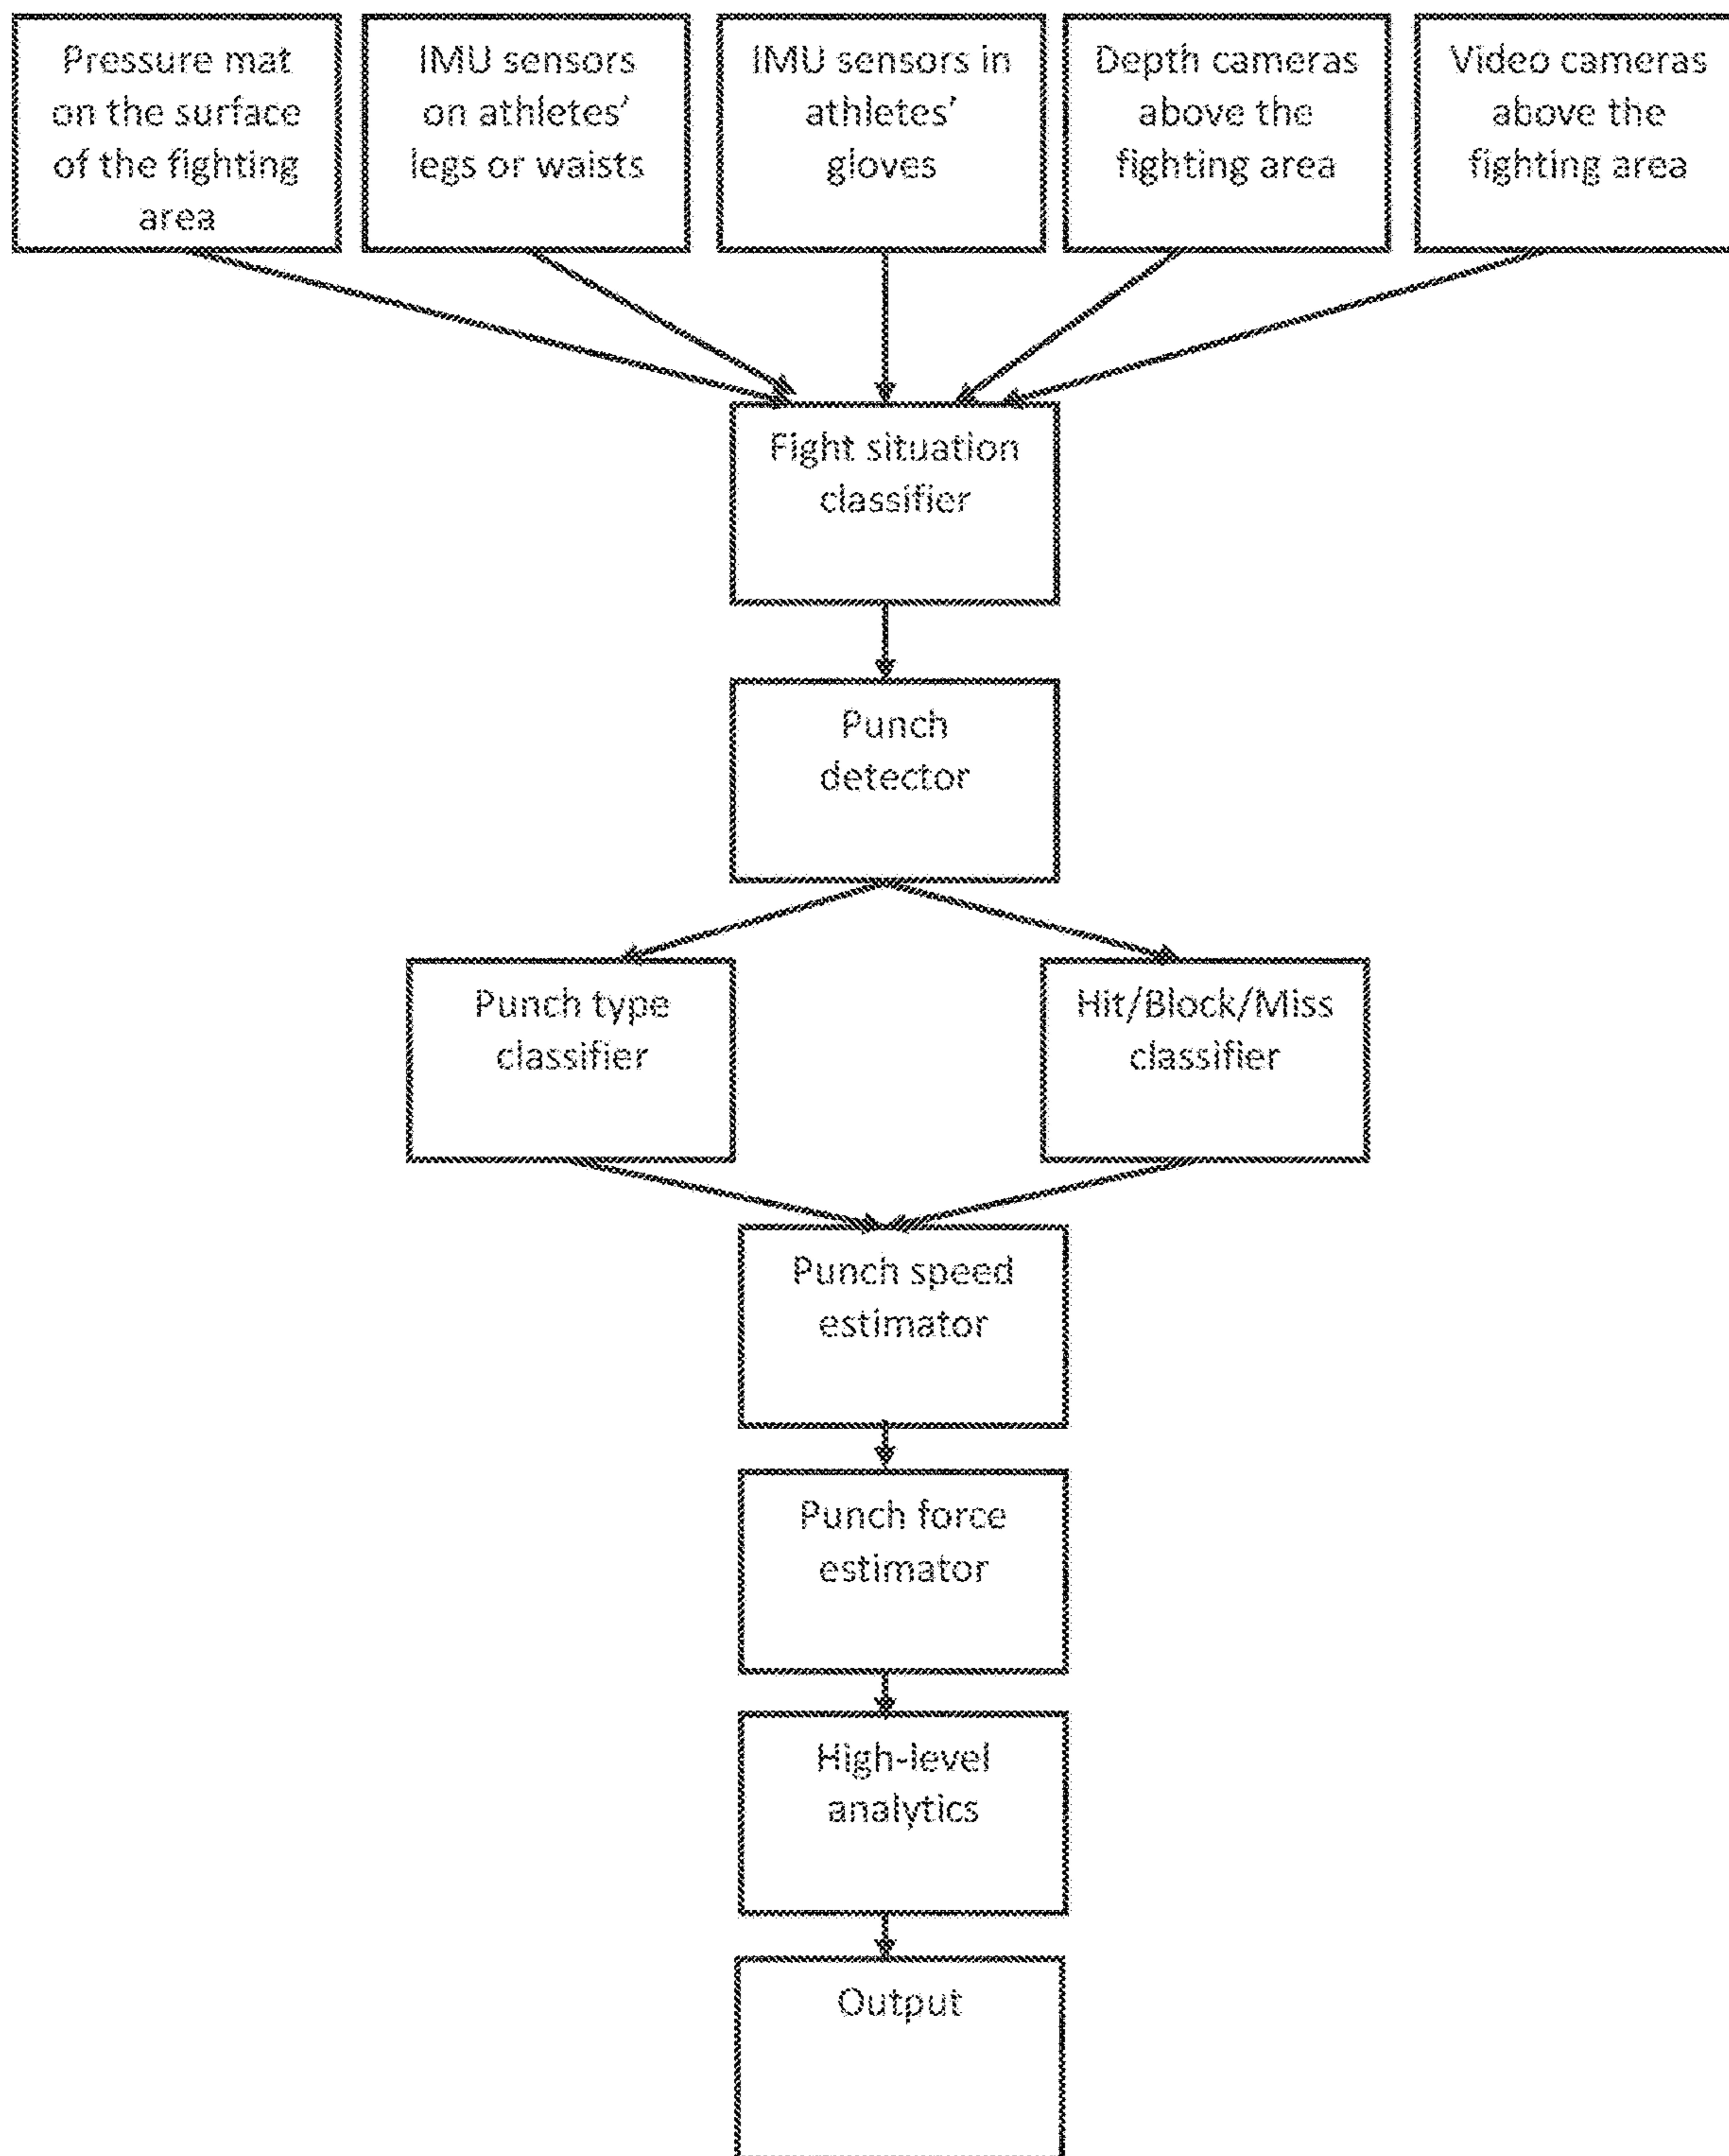 Pressure mat
on the surface
of the fighting
area
IMU sensors
on athletes'
legs or waists
IMU sensors in
athletes'
gloves
Depth cameras
above the
fighting area
Video cameras
above the
fighting area
Fight situation
classifier
Punch
detector
Punch type
classifier
Hit/Block/Miss
classifier
Punch speed
estimator
Punch force
estimator
High-level
analytics
Output